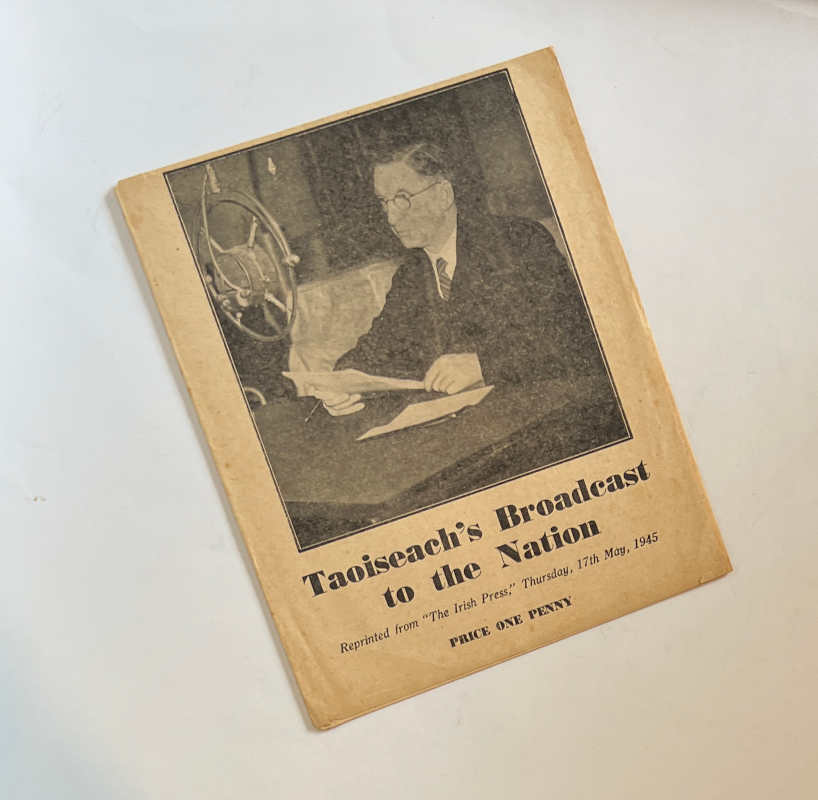 Taoiseach's Broadcast
to the Nation
Reprinted from "The Irish Press," Thursday, 17th May, 1945
PRICE ONE PENNY